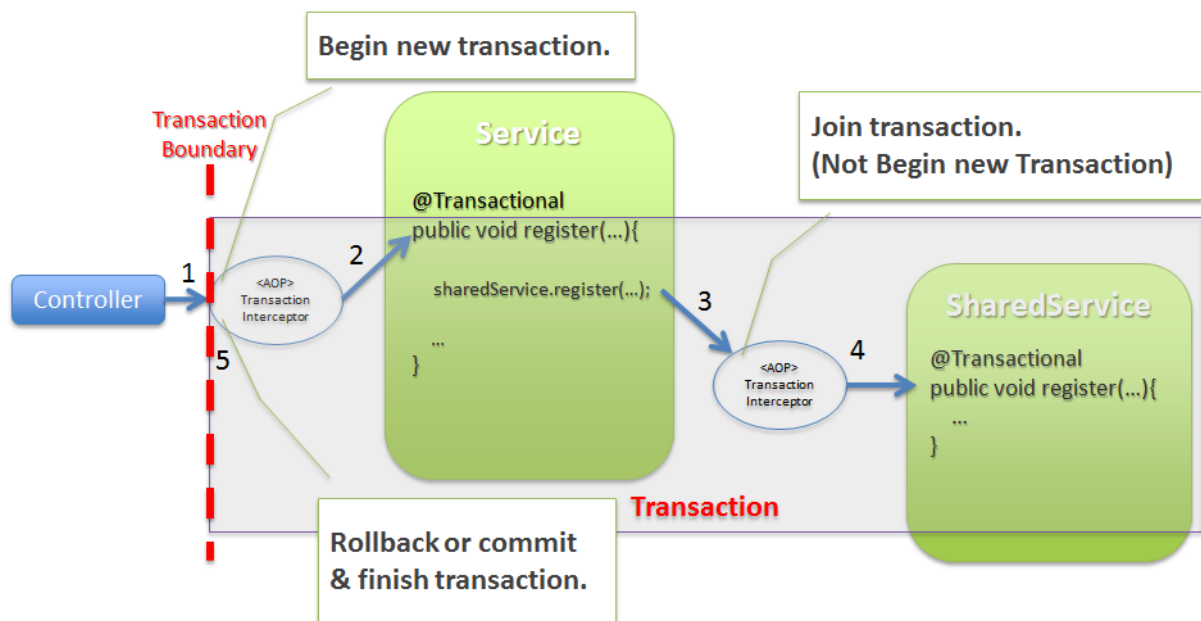 Begin new transaction.
Transaction
Boundary
Service
Join transaction.
(Not Begin new Transaction)
@Transactional
public void register(...){
sharedService.register(...);
...
}
1
2
Controller
<AOP>
Transaction
Interceptor
5
3
<AOP>
Transaction
Interceptor
4
SharedService
@Transactional
public void register(...){
...
}
Transaction
Rollback or commit
& finish transaction.